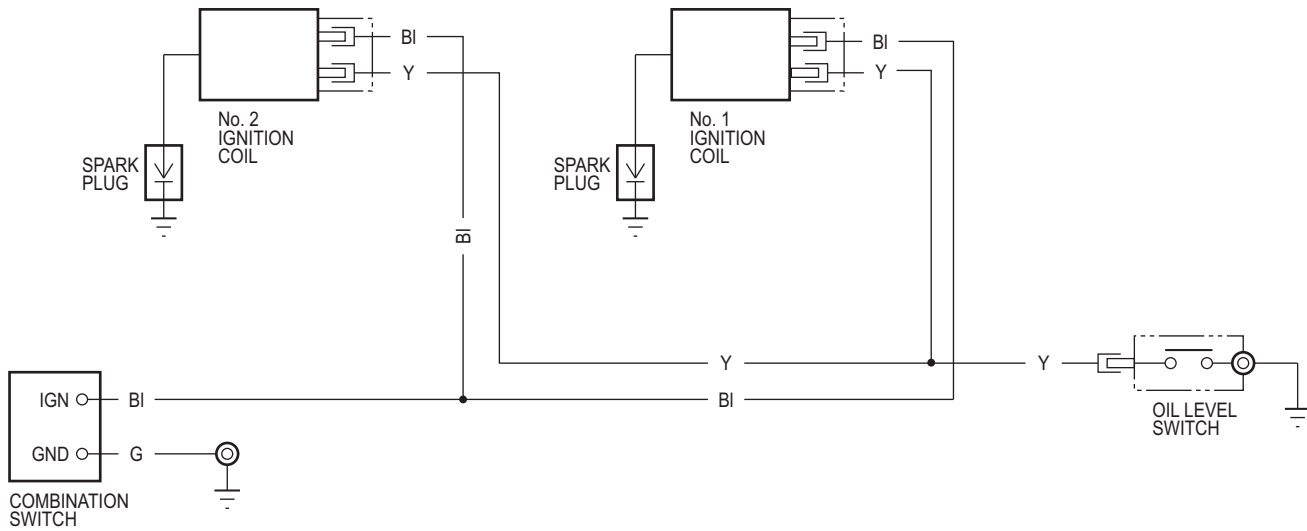 Bl
Y
No. 2
IGNITION
COIL
SPARK
PLUG
Bl
Bl
Y
No. 1
IGNITION
COIL
SPARK
PLUG
Y
Y
OIL LEVEL
SWITCH
IGN
Bl
Bl
GND
G
COMBINATION
SWITCH